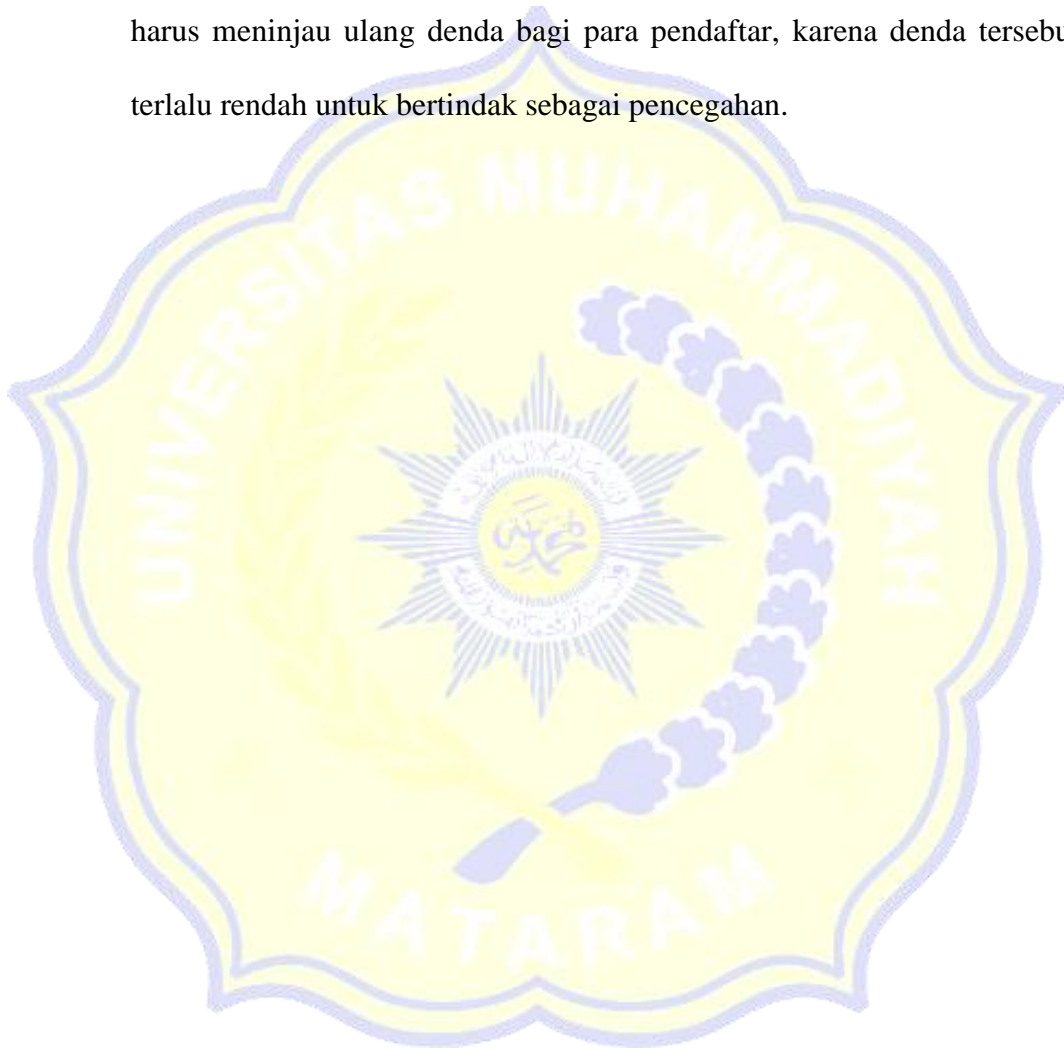 harus meninjau ulang denda bagi para pendaftar, karena denda tersebu
terlalu rendah untuk bertindak sebagai pencegahan.
UNIVERSITAS MUHAMMADIYAH
MATARAM